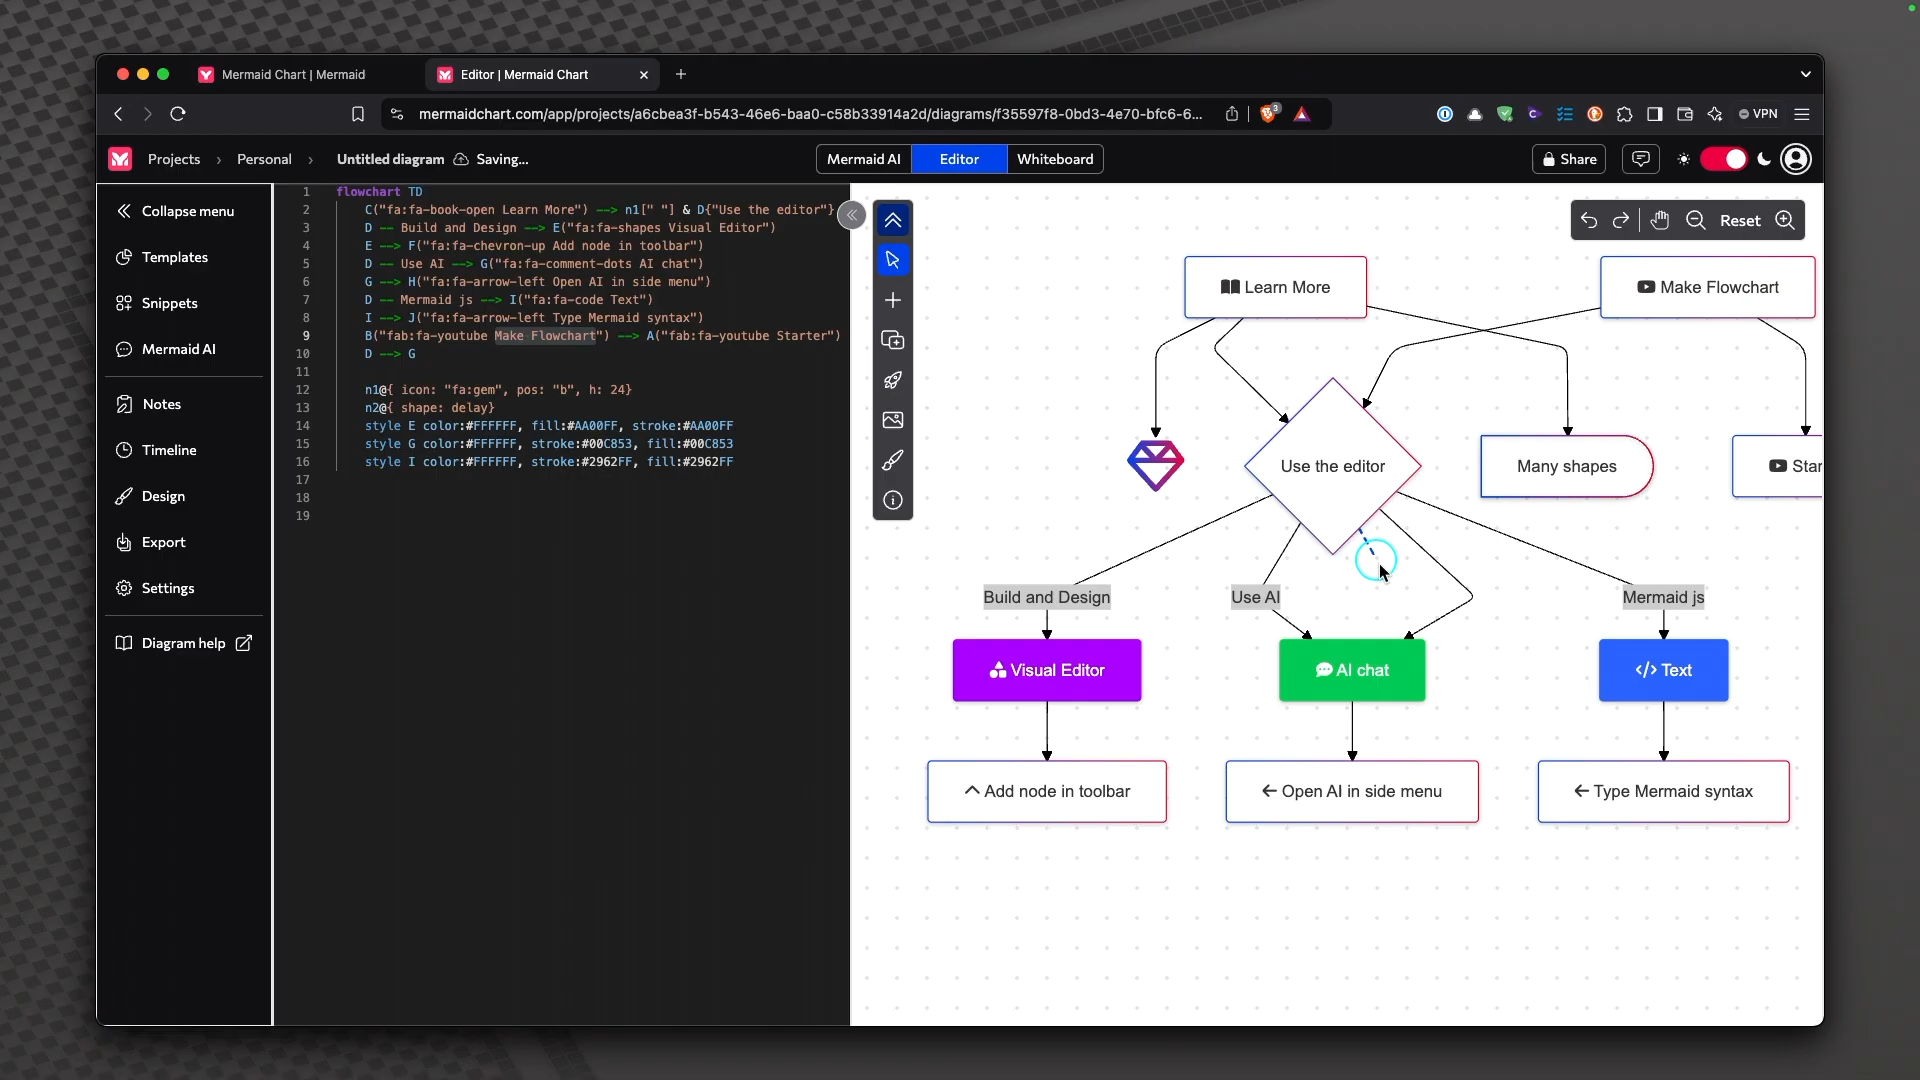 Mermaid Chart | Mermaid
Editor | Mermaid Chart
mermaidchart.com/app/projects/a6cbea3f-b543-46e6-baa0-c58b33914a2d/diagrams/f35597f8-0bd3-4e70-bfc6-6...
3
VPN
Projects › Personal › Untitled diagram Saving...
Mermaid AI Editor Whiteboard
Share
Collapse menu
Templates
Snippets
Mermaid AI
Notes
Timeline
Design
Export
Settings
Diagram help
1 flowchart TD
2 C("fa:fa-book-open Learn More") --> n1[" "] & D{"Use the editor"}
3 D -- Build and Design --> E("fa:fa-shapes Visual Editor")
4 E --> F("fa:fa-chevron-up Add node in toolbar")
5 D -- Use AI --> G("fa:fa-comment-dots AI chat")
6 G --> H("fa:fa-arrow-left Open AI in side menu")
7 D -- Mermaid js --> I("fa:fa-code Text")
8 I --> J("fa:fa-arrow-left Type Mermaid syntax")
9 B("fab:fa-youtube Make Flowchart") --> A("fab:fa-youtube Starter")
10 D --> G
11
12 n1@{ icon: "fa:gem", pos: "b", h: 24}
13 n2@{ shape: delay}
14 style E color:#FFFFFF, fill:#AA00FF, stroke:#AA00FF
15 style G color:#FFFFFF, stroke:#00C853, fill:#00C853
16 style I color:#FFFFFF, stroke:#2962FF, fill:#2962FF
17
18
19
Reset
Learn More
Make Flowchart
Use the editor
Many shapes
Star
Build and Design
Use AI
Mermaid js
Visual Editor
AI chat
</> Text
Add node in toolbar
Open AI in side menu
Type Mermaid syntax